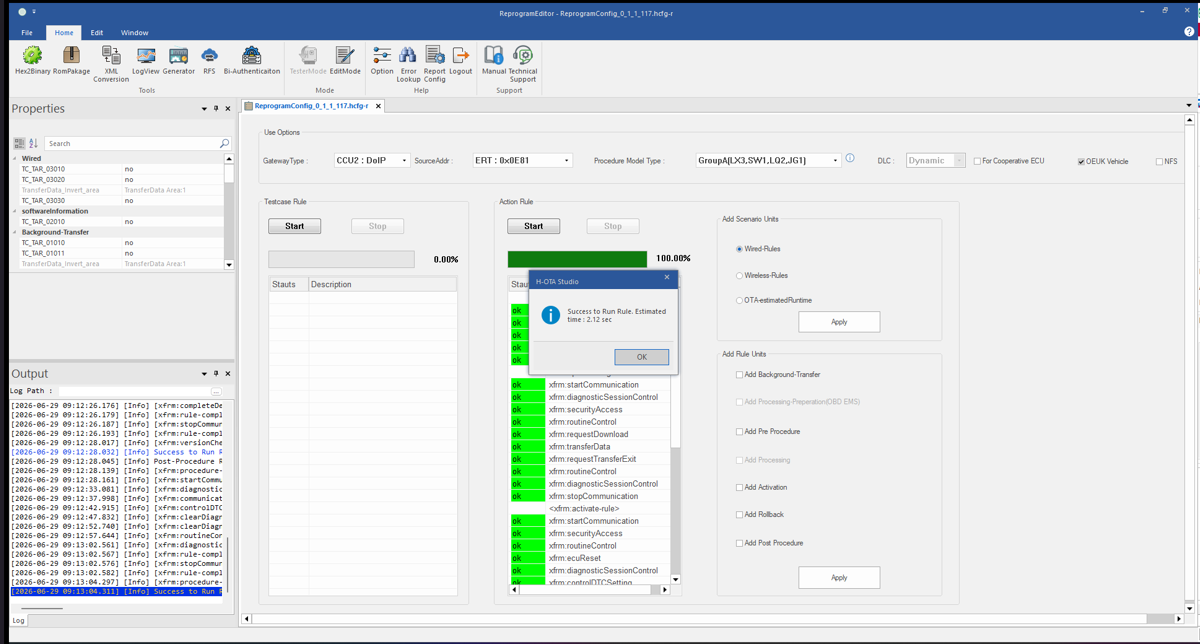 ReprogramEditor - ReprogramConfig_0_1_1_117.hcfg-r
File Home Edit Window
Hex2Binary RomPakage XML Conversion LogView Generator RFS Bi-Authenticaiton TesterMode EditMode Option Error Lookup Report Config Logout Manual Technical Support
Tools Mode Help Support
Properties
Search
Wired
TC_TAR_03010 no
TC_TAR_03020 no
TransferData_Invert_area TransferData Area:1
TC_TAR_03030 no
softwareInformation
TC_TAR_02010 no
Background-Transfer
TC_TAR_01010 no
TC_TAR_01011 no
TransferData_Invert_area TransferData Area:1
Output
Log Path :
...
[2026-06-29 09:12:26.176] [Info] [xfrm:completeDe
[2026-06-29 09:12:26.179] [Info] [xfrm:rule-compl
[2026-06-29 09:12:26.187] [Info] [xfrm:stopCommur
[2026-06-29 09:12:26.193] [Info] [xfrm:rule-compl
[2026-06-29 09:12:28.017] [Info] [xfrm:versionChe
[2026-06-29 09:12:28.032] [Info] Success to Run R
[2026-06-29 09:12:28.045] [Info] Post-Procedure R
[2026-06-29 09:12:28.139] [Info] [xfrm:procedure-
[2026-06-29 09:12:28.161] [Info] [xfrm:startCommu
[2026-06-29 09:12:33.081] [Info] [xfrm:diagnostic
[2026-06-29 09:12:37.998] [Info] [xfrm:communicat
[2026-06-29 09:12:42.915] [Info] [xfrm:controlDTC
[2026-06-29 09:12:47.832] [Info] [xfrm:clearDiagr
[2026-06-29 09:12:52.740] [Info] [xfrm:clearDiagr
[2026-06-29 09:12:57.644] [Info] [xfrm:routineCor
[2026-06-29 09:13:02.561] [Info] [xfrm:diagnostic
[2026-06-29 09:13:02.567] [Info] [xfrm:rule-compl
[2026-06-29 09:13:02.576] [Info] [xfrm:stopCommur
[2026-06-29 09:13:02.582] [Info] [xfrm:rule-compl
[2026-06-29 09:13:04.297] [Info] [xfrm:procedure-
[2026-06-29 09:13:04.311] [Info] Success to Run R
Log
ReprogramConfig_0_1_1_117.hcfg-r
Use Options
GatewayType : CCU2 : DoIP SourceAddr : ERT : 0x0E81 Procedure Model Type : GroupA(LX3,SW1,LQ2,JG1) DLC : Dynamic For Cooperative ECU OEUK Vehicle NFS
Testcase Rule
Start Stop
0.00%
Stauts Description
Action Rule
Start Stop
100.00%
Staut
H-OTA Studio
Success to Run Rule. Estimated
time : 2.12 sec
OK
ok
ok
ok
ok
ok
ok xfrm:startCommunication
ok xfrm:diagnosticSessionControl
ok xfrm:securityAccess
ok xfrm:routineControl
ok xfrm:requestDownload
ok xfrm:transferData
ok xfrm:requestTransferExit
ok xfrm:routineControl
ok xfrm:diagnosticSessionControl
ok xfrm:stopCommunication
<xfrm:activate-rule>
ok xfrm:startCommunication
ok xfrm:securityAccess
ok xfrm:routineControl
ok xfrm:ecuReset
ok xfrm:diagnosticSessionControl
ok xfrm:controlDTCSetting
Add Scenario Units
Wired-Rules
Wireless-Rules
OTA-estimatedRuntime
Apply
Add Rule Units
Add Background-Transfer
Add Processing-Preperation(OBD EMS)
Add Pre Procedure
Add Processing
Add Activation
Add Rollback
Add Post Procedure
Apply